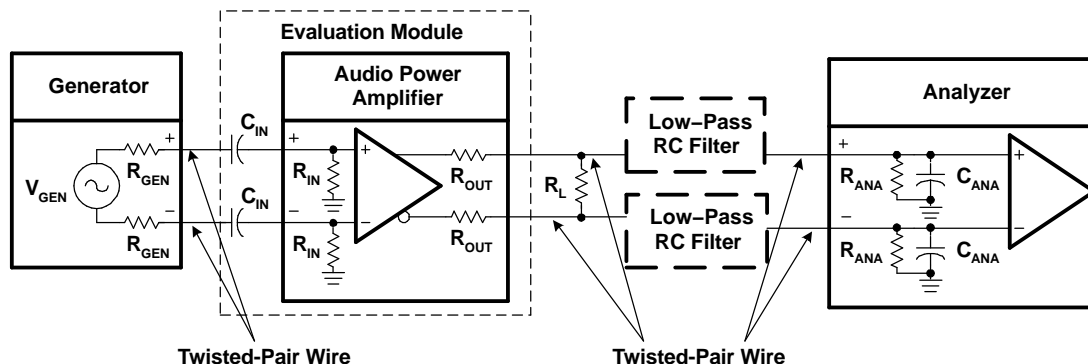 Evaluation Module
Generator
Audio Power
Amplifier
Analyzer
Low−Pass
RC Filter
Low−Pass
RC Filter
V_GEN
R_GEN
R_GEN
+
−
C_IN
C_IN
+
−
R_IN
R_IN
+
−
R_OUT
R_OUT
R_L
+
−
R_ANA
C_ANA
R_ANA
C_ANA
+
−
Twisted-Pair Wire
Twisted-Pair Wire